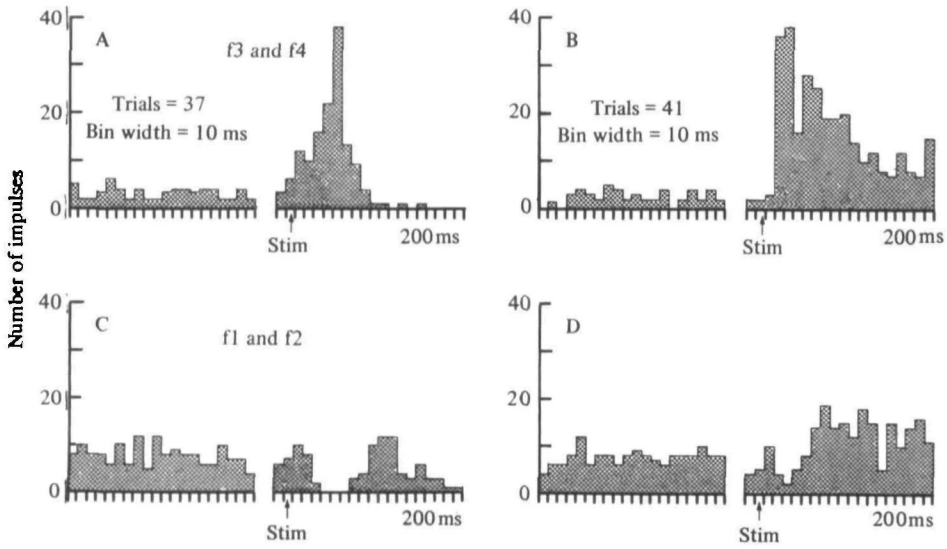 Number of impulses
40
20
0
A
f3 and f4
Trials = 37
Bin width = 10 ms
Stim
200 ms
40
20
0
B
Trials = 41
Bin width = 10 ms
Stim
200 ms
40
20
0
C
f1 and f2
Stim
200 ms
40
20
0
D
Stim
200 ms